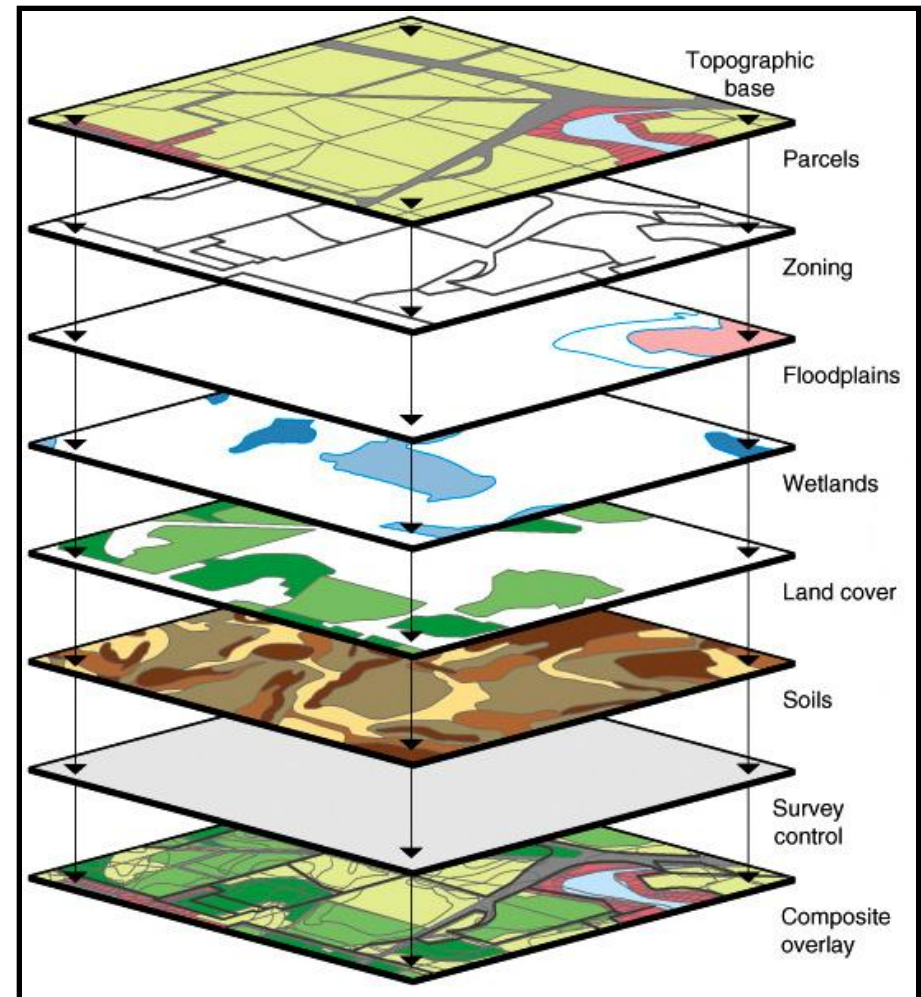 Topographic
base
Parcels
Zoning
Floodplains
Wetlands
Land cover
Soils
Survey
control
Composite
overlay